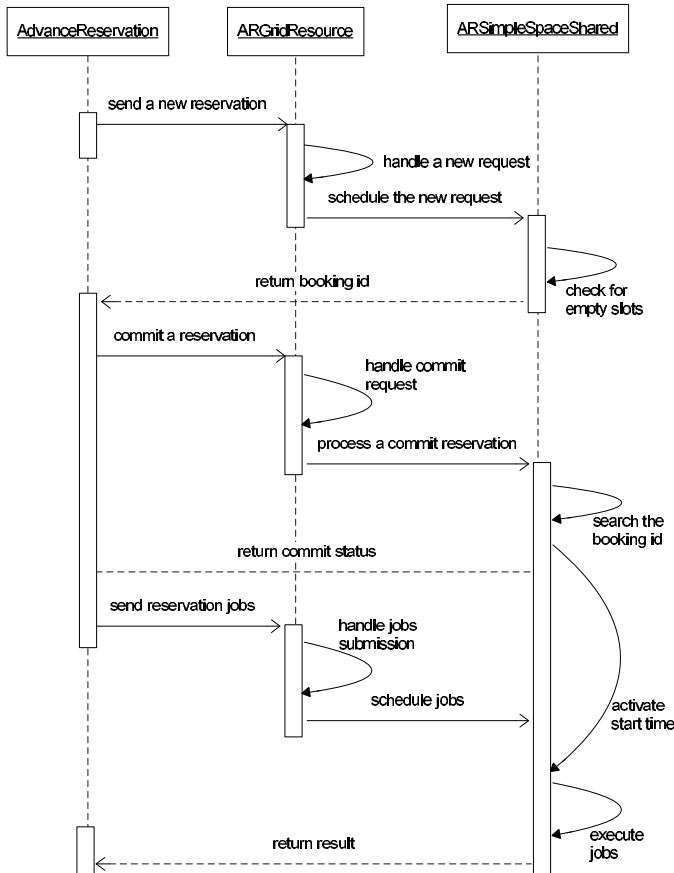 AdvanceReservation
ARGridResource
ARSimpleSpaceShared
send a new reservation
handle a new request
schedule the new request
return booking id
check for
empty slots
commit a reservation
handle commit
request
process a commit reservation
search the
booking id
return commit status
send reservation jobs
handle jobs
submission
schedule jobs
activate
start time
execute
jobs
return result